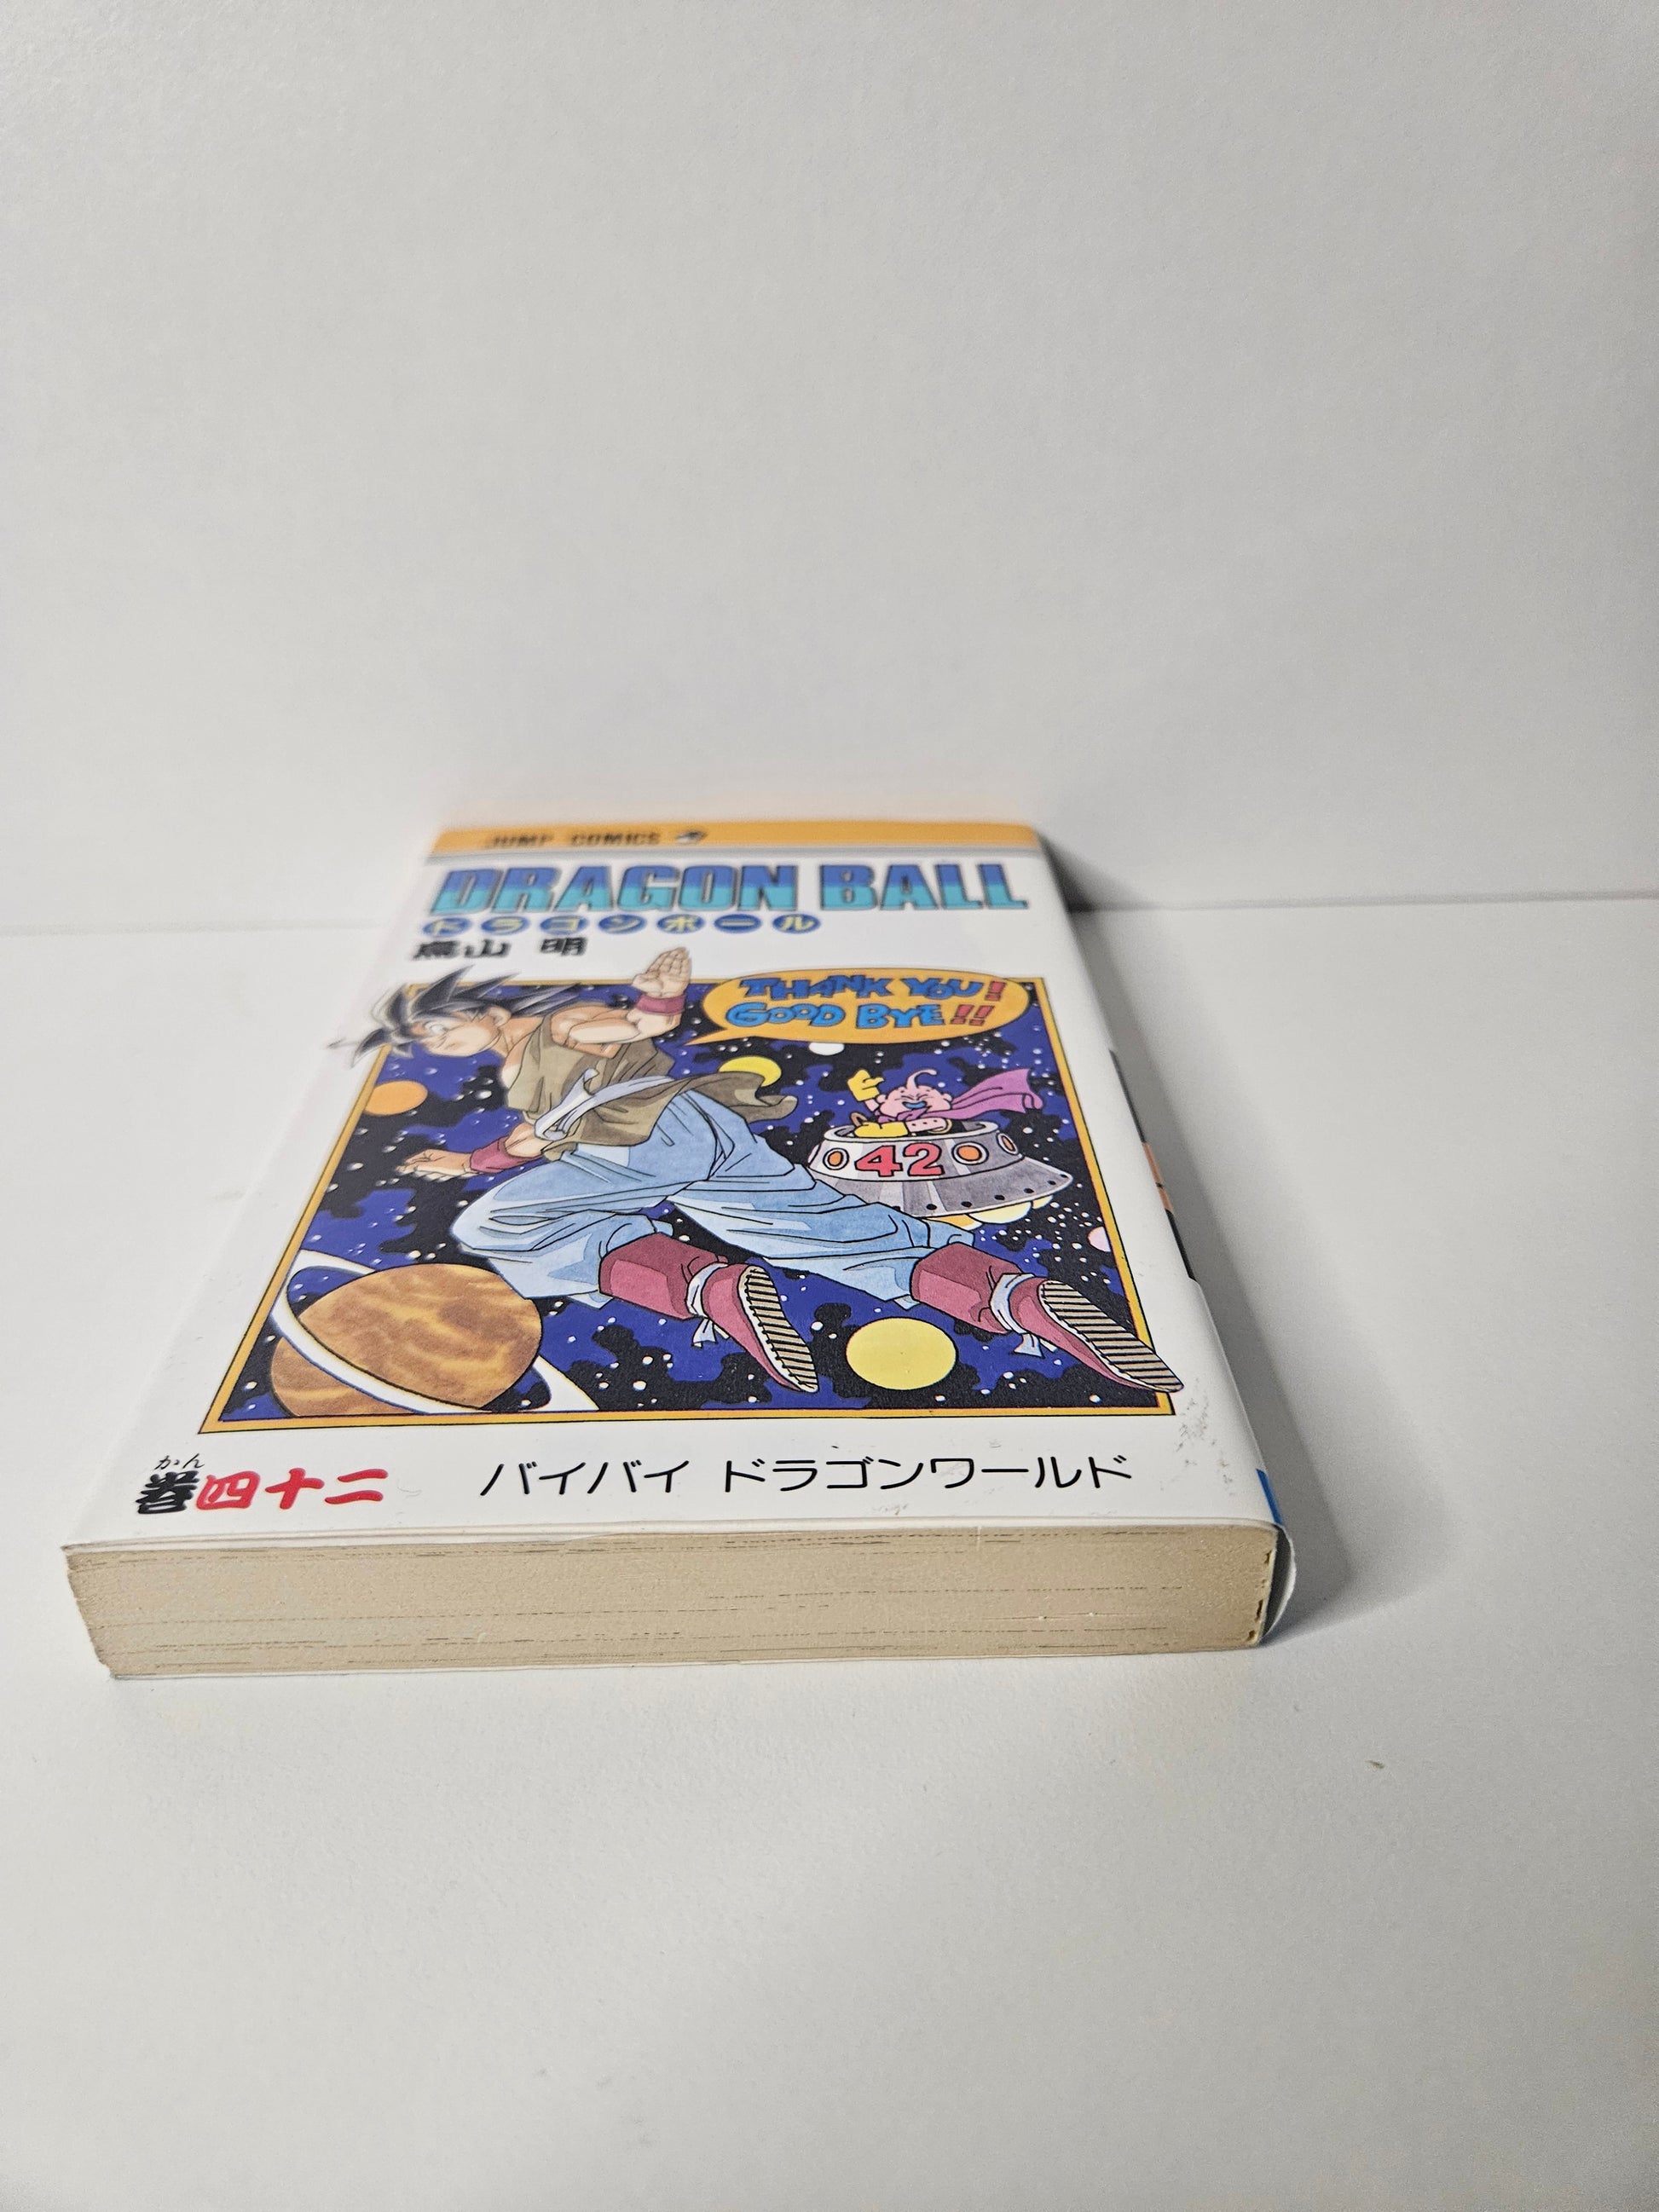 JUMP COMICS
DRAGON BALL
ドラゴンボール
鳥山 明
THANK YOU!
GOOD BYE!!
42
かん
巻四十二
バイバイ ドラゴンワールド